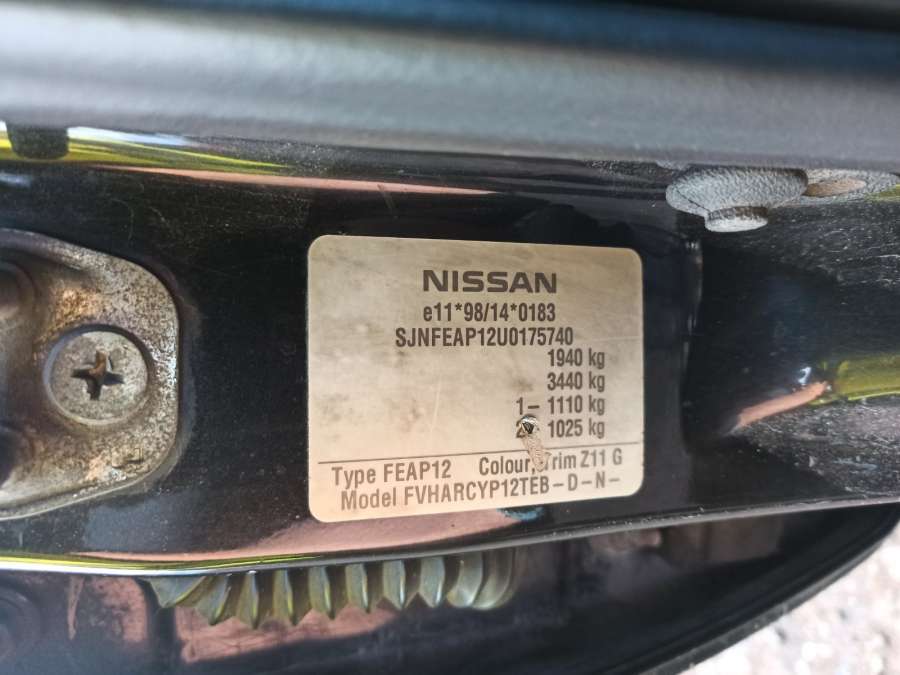 NISSAN
e11*98/14*0183
SJNFEAP12U0175740
1940 kg
3440 kg
1– 1110 kg
1025 kg
Type FEAP12 Colour, Trim Z11 G
Model FVHARCYP12TEB–D–N–